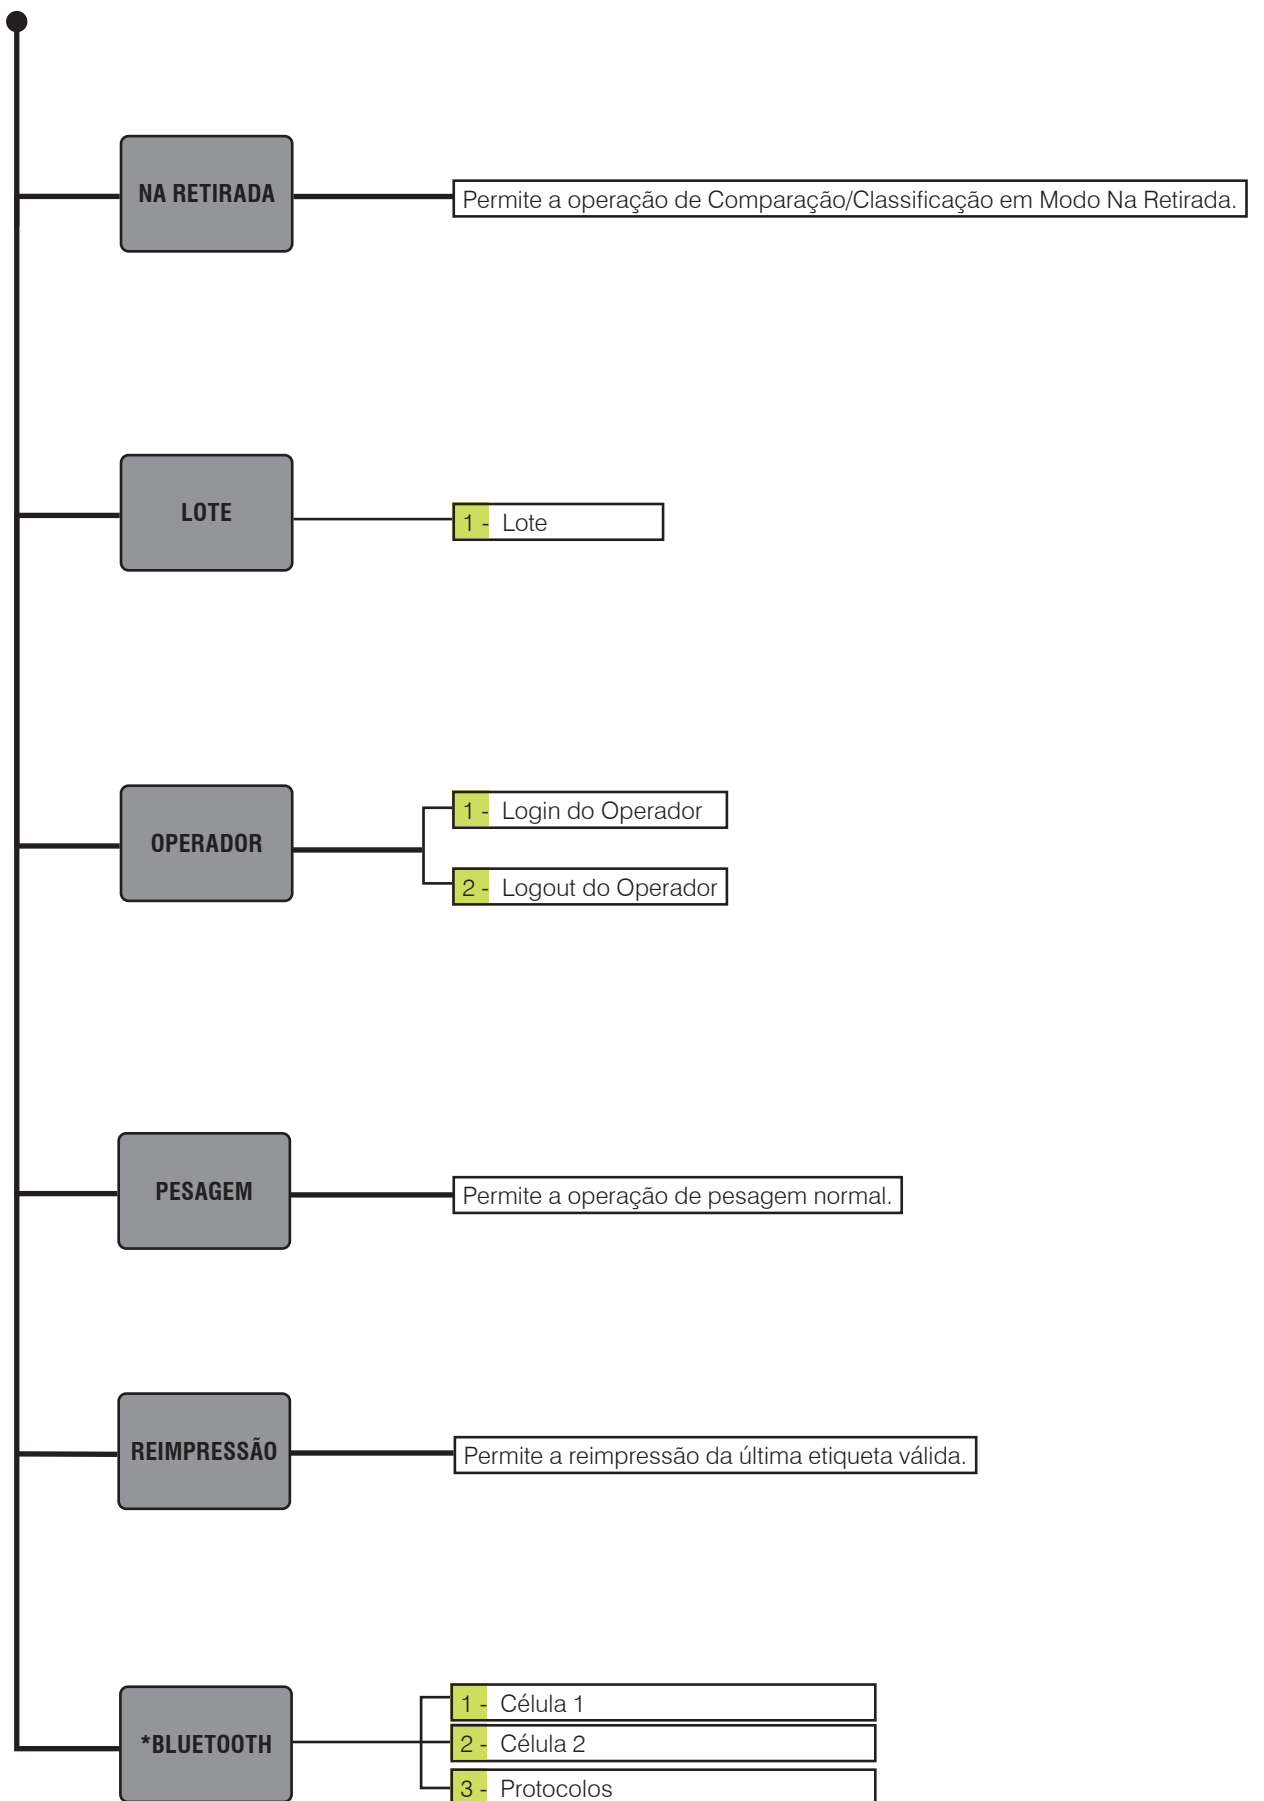 NA RETIRADA
Permite a operação de Comparação/Classificação em Modo Na Retirada.
LOTE
1 - Lote
OPERADOR
1 - Login do Operador
2 - Logout do Operador
PESAGEM
Permite a operação de pesagem normal.
REIMPRESSÃO
Permite a reimpressão da última etiqueta válida.
*BLUETOOTH
1 - Célula 1
2 - Célula 2
3 - Protocolos